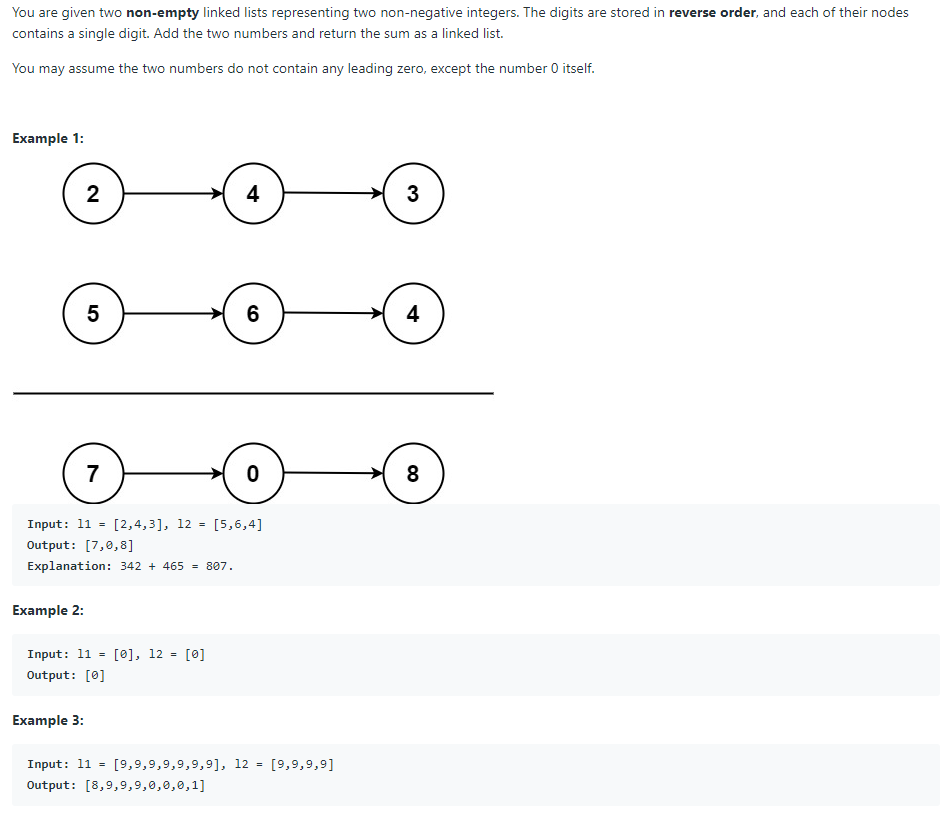 You are given two non-empty linked lists representing two non-negative integers. The digits are stored in reverse order, and each of their nodes
contains a single digit. Add the two numbers and return the sum as a linked list.
You may assume the two numbers do not contain any leading zero, except the number 0 itself.
Example 1:
2 4 3
5 6 4
7 0 8
Input: l1 = [2,4,3], l2 = [5,6,4]
Output: [7,0,8]
Explanation: 342 + 465 = 807.
Example 2:
Input: l1 = [0], l2 = [0]
Output: [0]
Example 3:
Input: l1 = [9,9,9,9,9,9,9], l2 = [9,9,9,9]
Output: [8,9,9,9,0,0,0,1]